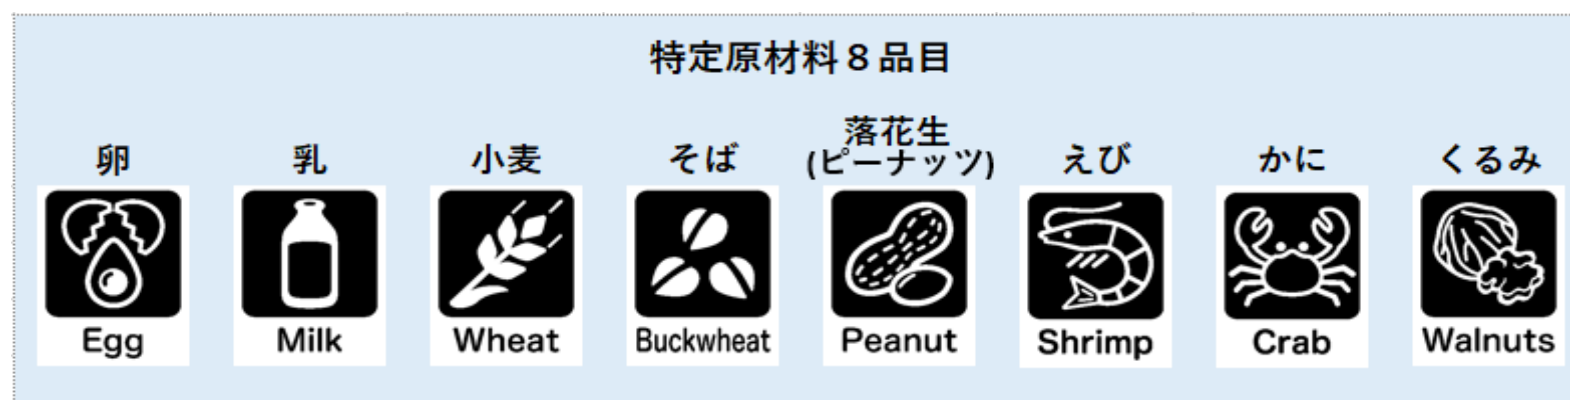 特定原材料８品目
卵
乳
小麦
そば
落花生
(ピーナッツ)
えび
かに
くるみ
Egg
Milk
Wheat
Buckwheat
Peanut
Shrimp
Crab
Walnuts